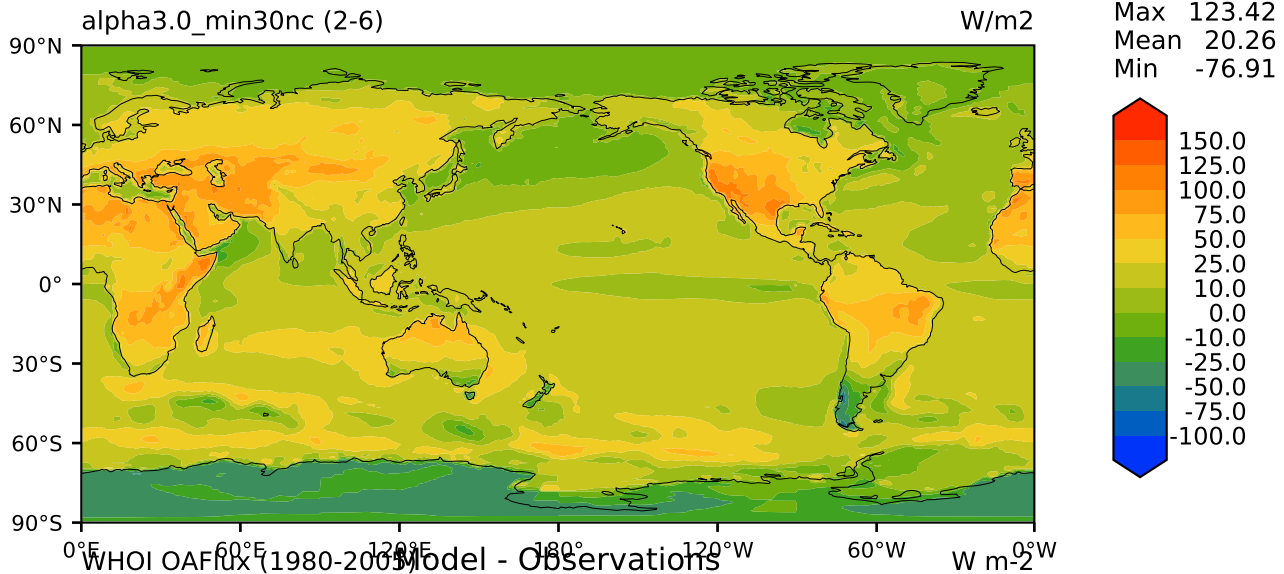 alpha3.0_min30nc (2-6) W/m2
Max 123.42
Mean 20.26
Min -76.91
90°N
60°N
30°N
0°
30°S
60°S
90°S
150.0
125.0
100.0
75.0
50.0
25.0
10.0
0.0
-10.0
-25.0
-50.0
-75.0
-100.0
0°E 60°E 120°E 180° 120°W 60°W 0°W
WHOI OAFlux (1980-2005) Model - Observations W m-2